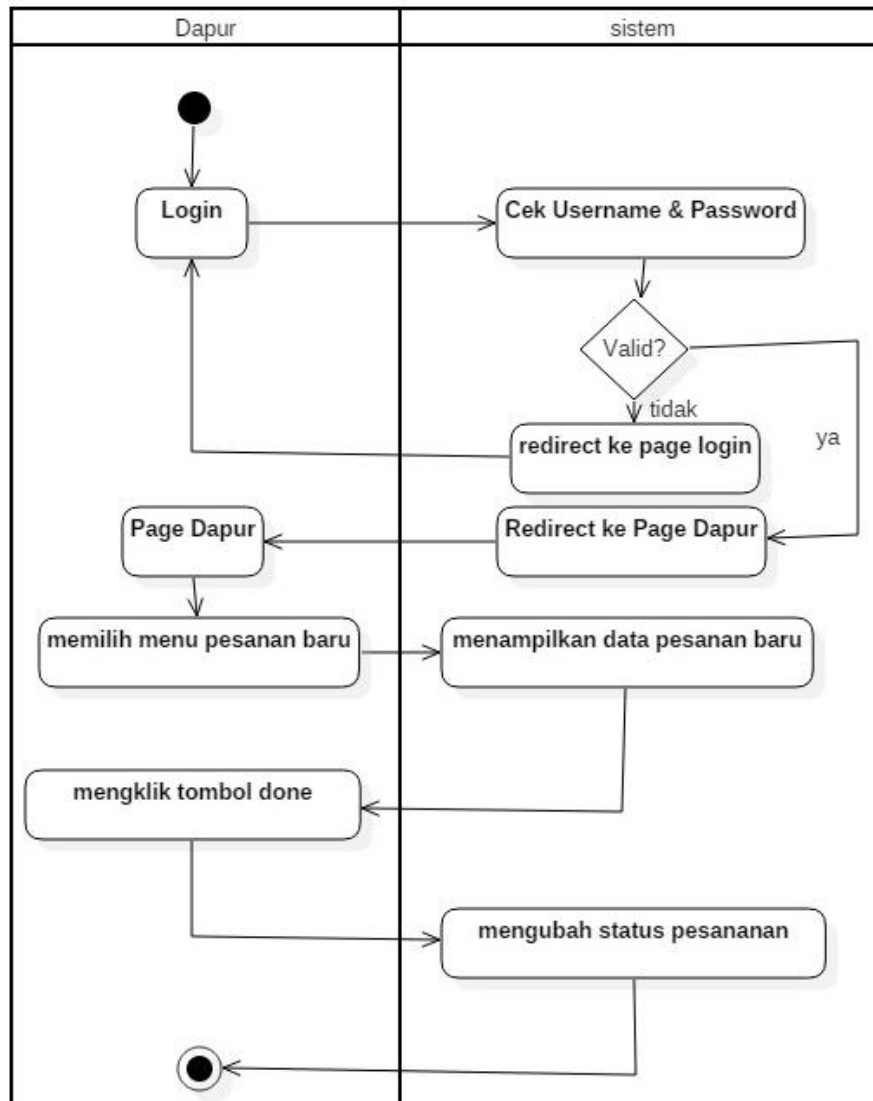 Dapur
sistem
Login
Cek Username & Password
Valid?
tidak
redirect ke page login
ya
Page Dapur
Redirect ke Page Dapur
memilih menu pesanan baru
menampilkan data pesanan baru
mengklik tombol done
mengubah status pesananan